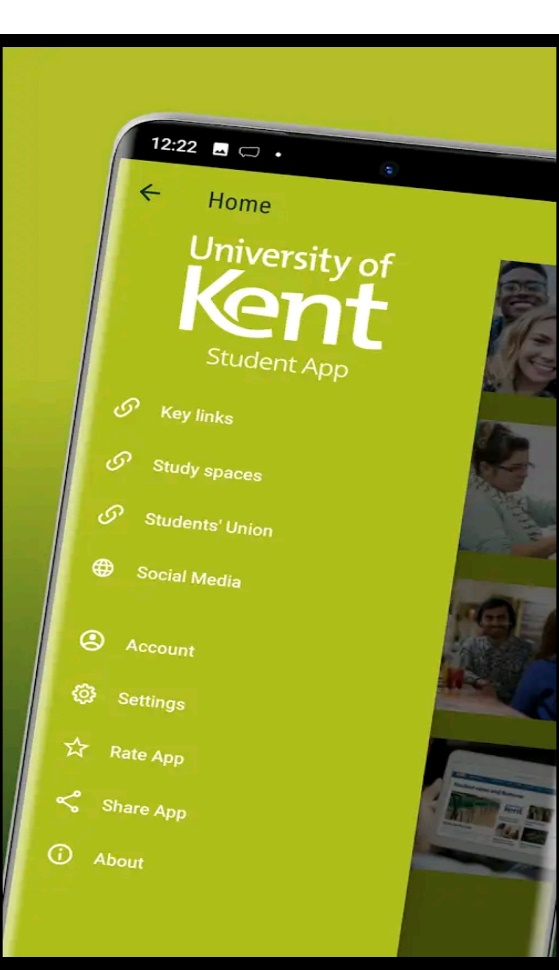 12:22
Home
University of
Kent
Student App
Key links
Study spaces
Students' Union
Social Media
Account
Settings
Rate App
Share App
About